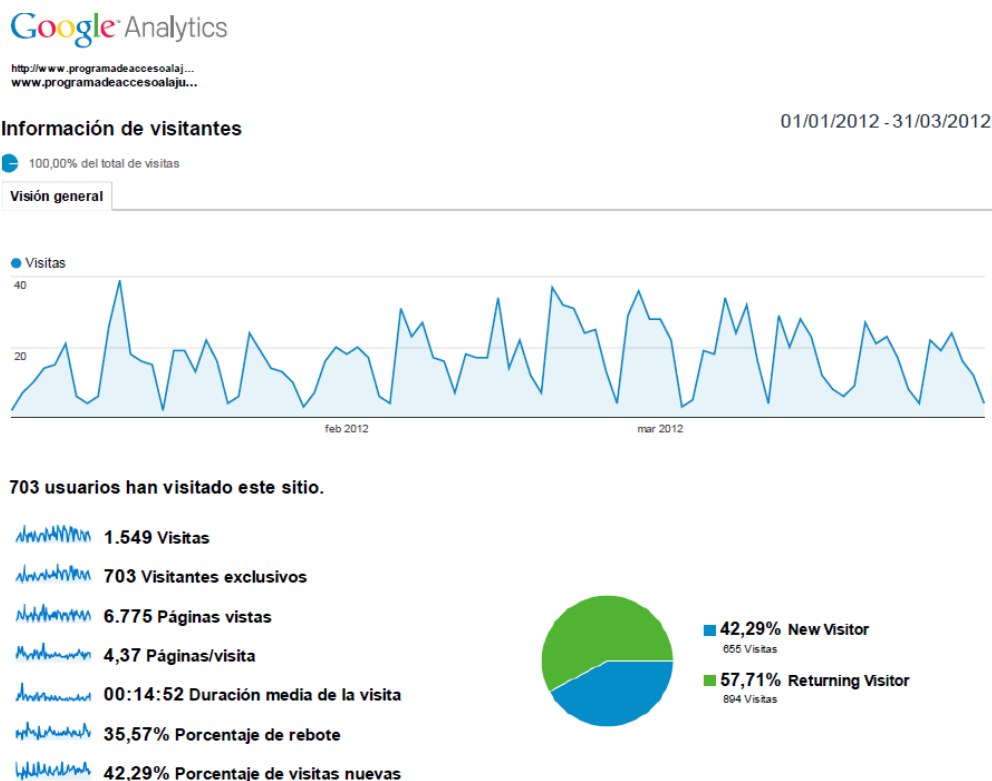 Google Analytics
http://www.programadeaccesoalaj...
www.programadeaccesoalaju...
Información de visitantes
01/01/2012 - 31/03/2012
100,00% del total de visitas
Visión general
Visitas
40
20
feb 2012
mar 2012
703 usuarios han visitado este sitio.
1.549 Visitas
703 Visitantes exclusivos
6.775 Páginas vistas
4,37 Páginas/visita
00:14:52 Duración media de la visita
35,57% Porcentaje de rebote
42,29% Porcentaje de visitas nuevas
42,29% New Visitor
655 Visitas
57,71% Returning Visitor
894 Visitas